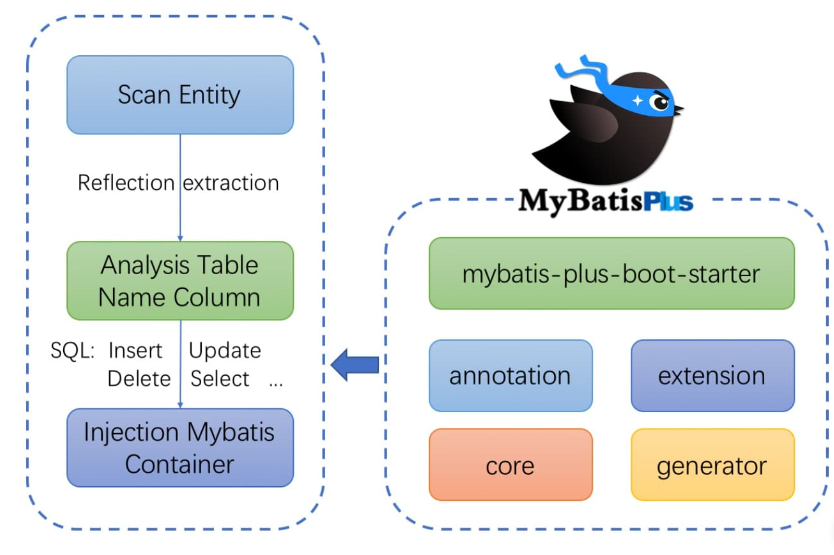 Scan Entity
Reflection extraction
Analysis Table
Name Column
SQL: Insert Update
Delete Select ...
Injection Mybatis
Container
MyBatisPlus
mybatis-plus-boot-starter
annotation
extension
core
generator